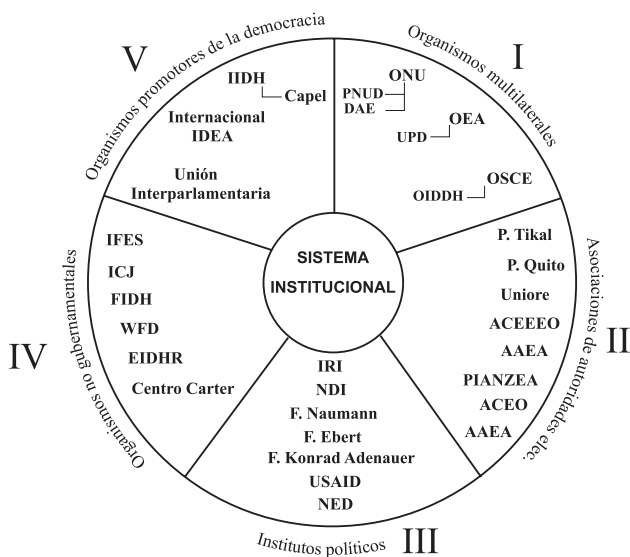 SISTEMA
INSTITUCIONAL
I
Organismos multilaterales
ONU
PNUD
DAE
OEA
UPD
OSCE
OIDDH
II
Asociaciones de autoridades elec.
P. Tikal
P. Quito
Uniore
ACEEEO
AAEA
PIANZEA
ACEO
AAEA
III
Institutos políticos
IRI
NDI
F. Naumann
F. Ebert
F. Konrad Adenauer
USAID
NED
IV
Organismos no gubernamentales
IFES
ICJ
FIDH
WFD
EIDHR
Centro Carter
V
Organismos promotores de la democracia
IIDH
Capel
Internacional
IDEA
Unión
Interparlamentaria